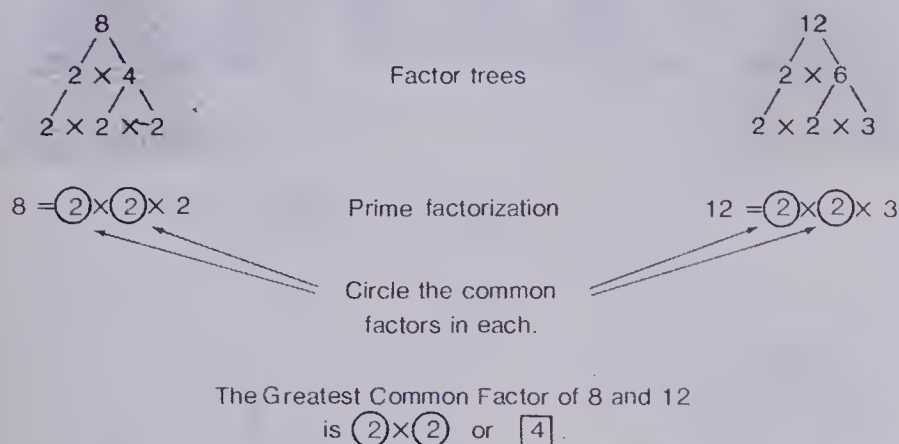 8
12
2 × 4
Factor trees
2 × 6
2 × 2 × 2
2 × 2 × 3
8 = 2 × 2 × 2
Prime factorization
12 = 2 × 2 × 3
Circle the common
factors in each.
The Greatest Common Factor of 8 and 12
is 2 × 2 or 4 .